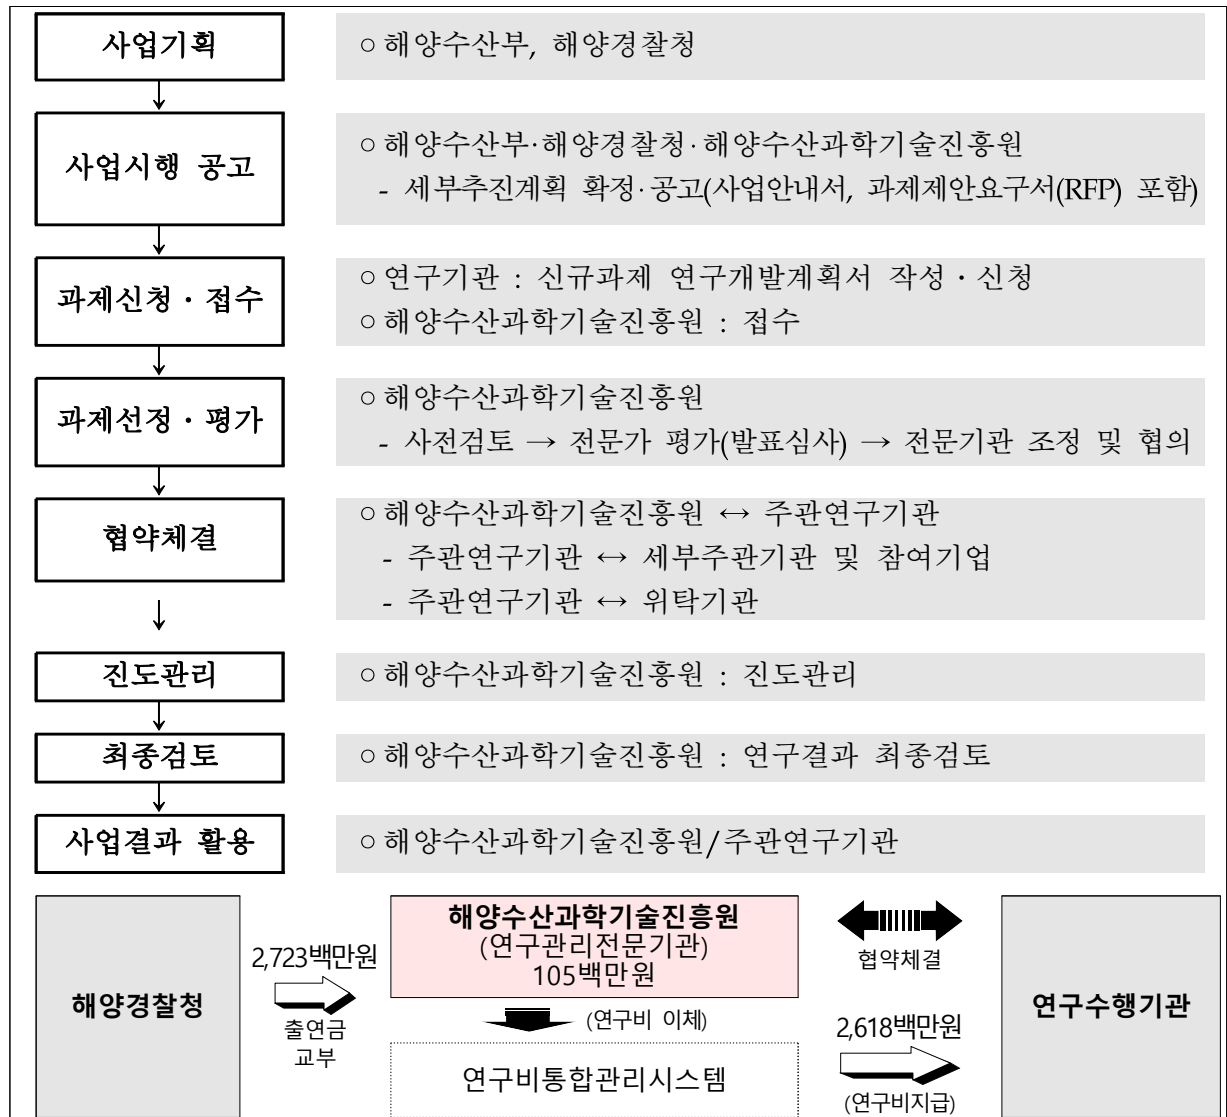 사업기획
○해양수산부, 해양경찰청
사업시행 공고
○해양수산부·해양경찰청·해양수산과학기술진흥원
- 세부추진계획 확정·공고(사업안내서, 과제제안요구서(RFP) 포함)
과제신청・접수
○연구기관 : 신규과제 연구개발계획서 작성・신청
○해양수산과학기술진흥원 : 접수
과제선정・평가
○해양수산과학기술진흥원
- 사전검토 → 전문가 평가(발표심사) → 전문기관 조정 및 협의
협약체결
○해양수산과학기술진흥원 ↔ 주관연구기관
- 주관연구기관 ↔ 세부주관기관 및 참여기업
- 주관연구기관 ↔ 위탁기관
진도관리
○해양수산과학기술진흥원 : 진도관리
최종검토
○해양수산과학기술진흥원 : 연구결과 최종검토
사업결과 활용
○해양수산과학기술진흥원/주관연구기관
해양경찰청
2,723백만원
출연금
교부
해양수산과학기술진흥원
(연구관리전문기관)
105백만원
(연구비 이체)
연구비통합관리시스템
협약체결
2,618백만원
(연구비지급)
연구수행기관